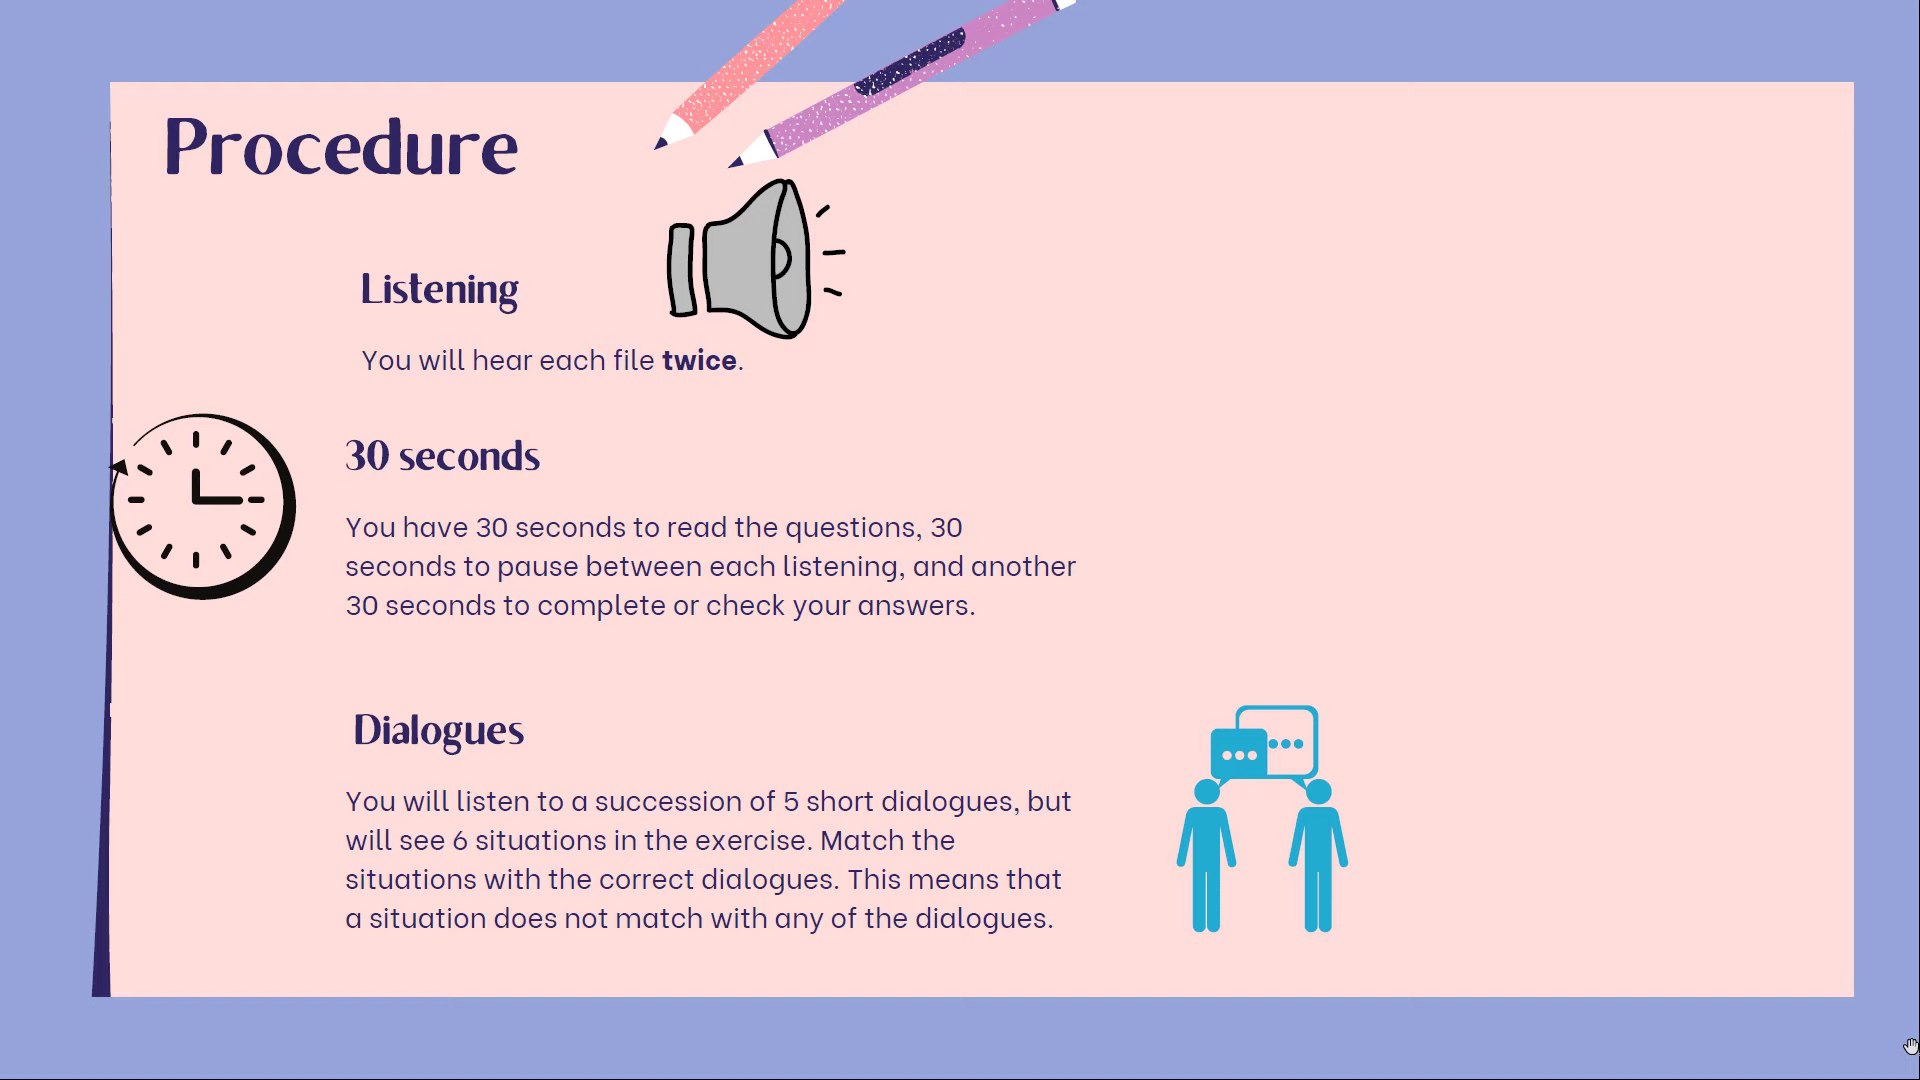 Procedure
Listening
You will hear each file twice.
30 seconds
You have 30 seconds to read the questions, 30
seconds to pause between each listening, and another
30 seconds to complete or check your answers.
Dialogues
You will listen to a succession of 5 short dialogues, but
will see 6 situations in the exercise. Match the
situations with the correct dialogues. This means that
a situation does not match with any of the dialogues.